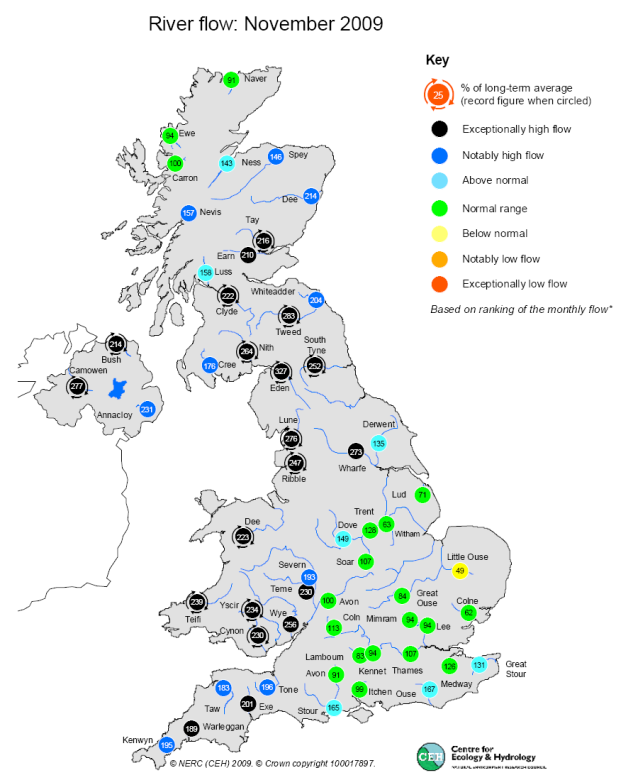 River flow: November 2009
Key
25
% of long-term average
(record figure when circled)
Exceptionally high flow
Notably high flow
Above normal
Normal range
Below normal
Notably low flow
Exceptionally low flow
Based on ranking of the monthly flow*
91 Naver
94 Ewe
100
Carron
143
Ness
146 Spey
Dee 214
157 Nevis
Tay
216
Earn 210
158 Luss
Whiteadder 204
222
Clyde
283
Tweed
South
Tyne
252
264 Nith
176 Cree
327
Eden
214
Bush
Camowen
277
Annacloy 231
Lune
276
247
Ribble
Derwent
135
273
Wharfe
Lud 71
Trent
Dove 128 63
149
Witham
Soar 107
Dee
223
Little Ouse
49
Severn
193
Teme 230
239
Teifi
Yscir 234
Wye
256
Cynon
230
100 Avon
Coln
113
64 Great
Ouse
Colne
62
Mimram 94
94 Lee
Lambourn 83 94
Kennet
107
Thames
126
Medway
131 Great
Stour
Avon 91
99 Itchen
Ouse 167
Stour 165
183
Taw
196 Tone
201 Exe
189 Warleggan
Kenwyn
195
© NERC (CEH) 2009. © Crown copyright 100017897.
CEH
Centre for
Ecology & Hydrology
NATURAL ENVIRONMENT RESEARCH COUNCIL